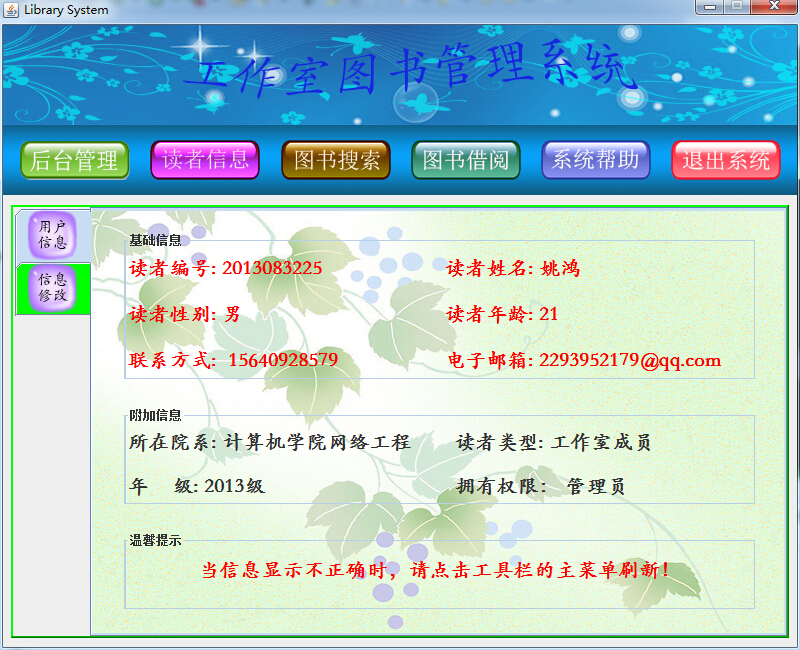 Library System
工作室图书管理系统
后台管理 读者信息 图书搜索 图书借阅 系统帮助 退出系统
用户
信息
信息
修改
基础信息
读者编号: 2013083225 读者姓名: 姚鸿
读者性别: 男 读者年龄: 21
联系方式: 15640928579 电子邮箱: 2293952179@qq.com
附加信息
所在院系: 计算机学院网络工程 读者类型: 工作室成员
年 级: 2013级 拥有权限: 管理员
温馨提示
当信息显示不正确时，请点击工具栏的主菜单刷新！